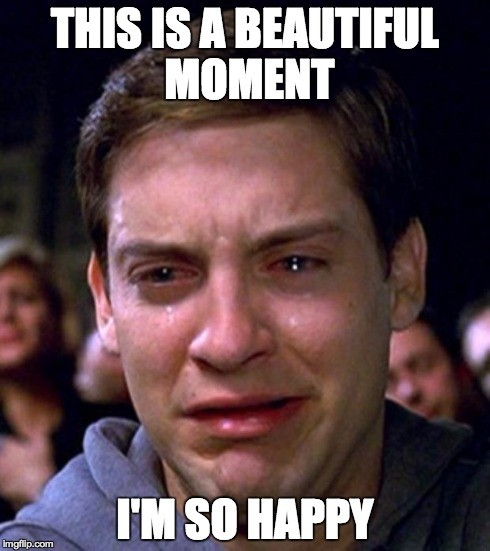 THIS IS A BEAUTIFUL
MOMENT
I'M SO HAPPY
imgflip.com